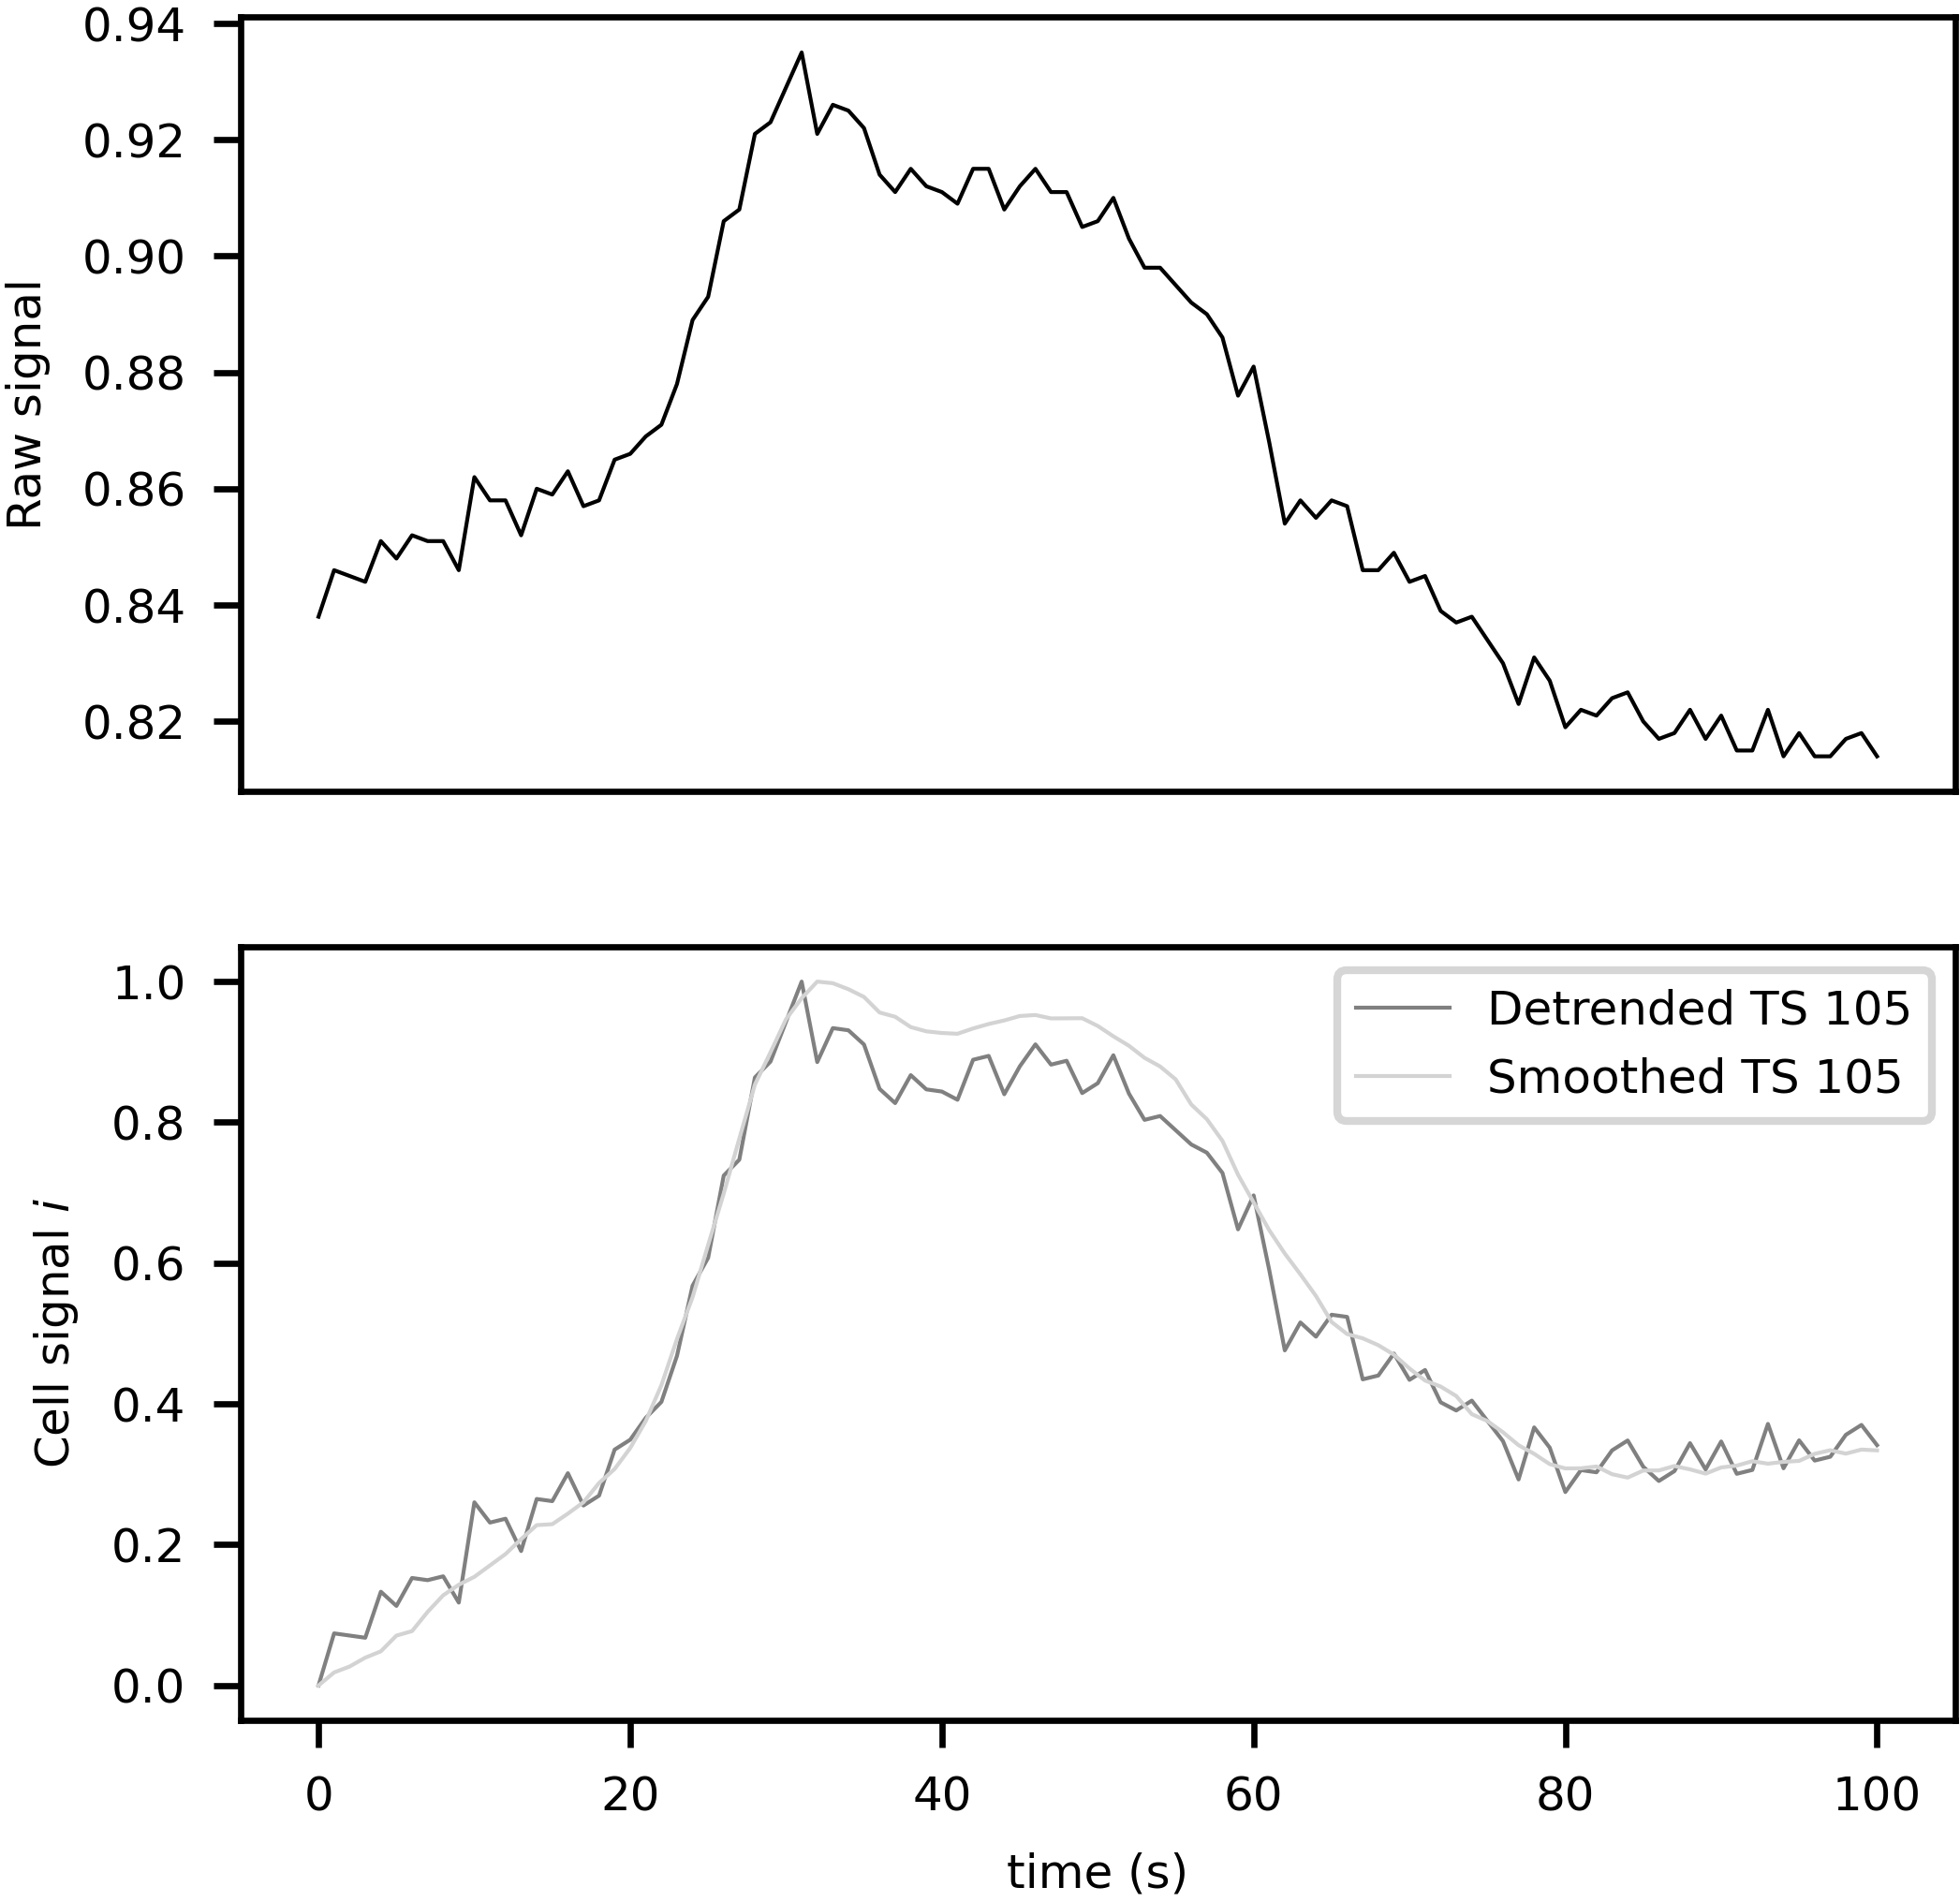 0.94
0.92
0.90
0.88
0.86
0.84
0.82
Raw signal
1.0
0.8
0.6
0.4
0.2
0.0
Cell signal i
Detrended TS 105
Smoothed TS 105
0 20 40 60 80 100
time (s)